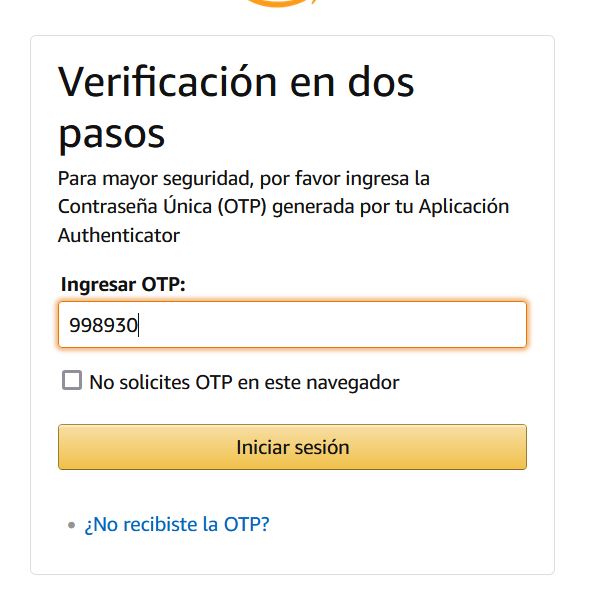 Verificación en dos
pasos
Para mayor seguridad, por favor ingresa la
Contraseña Única (OTP) generada por tu Aplicación
Authenticator
Ingresar OTP:
998930
No solicites OTP en este navegador
Iniciar sesión
¿No recibiste la OTP?